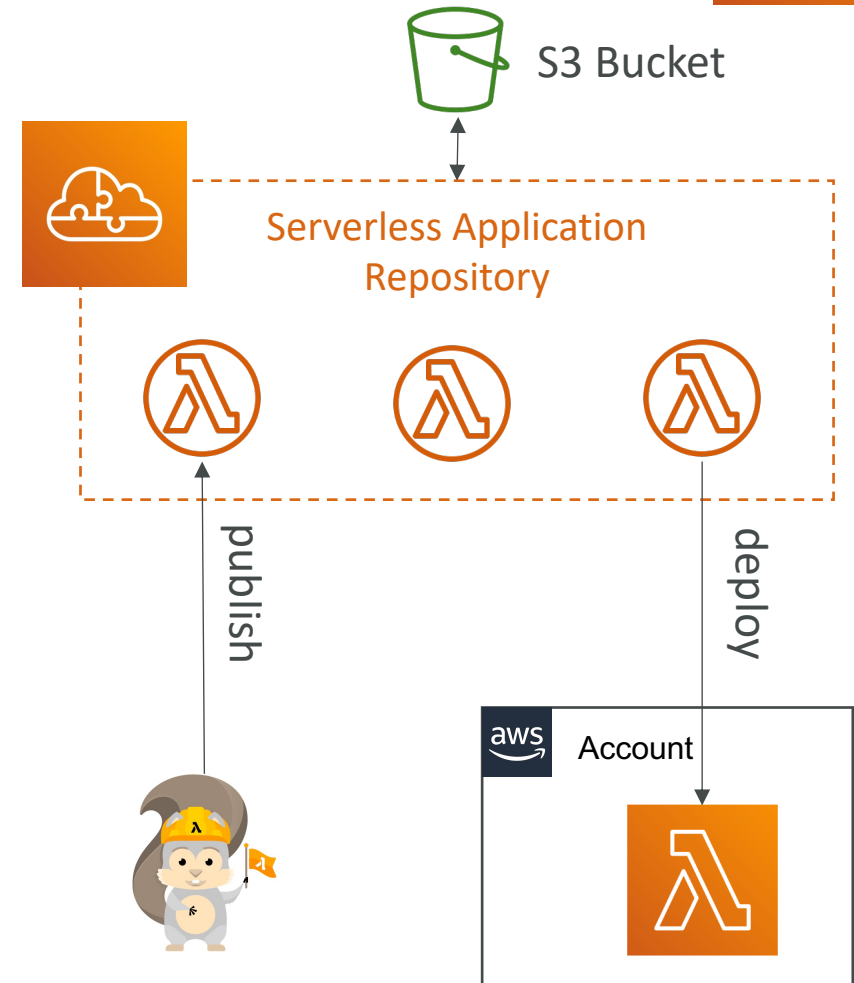 S3 Bucket
Serverless Application
Repository
publish
deploy
aws
Account